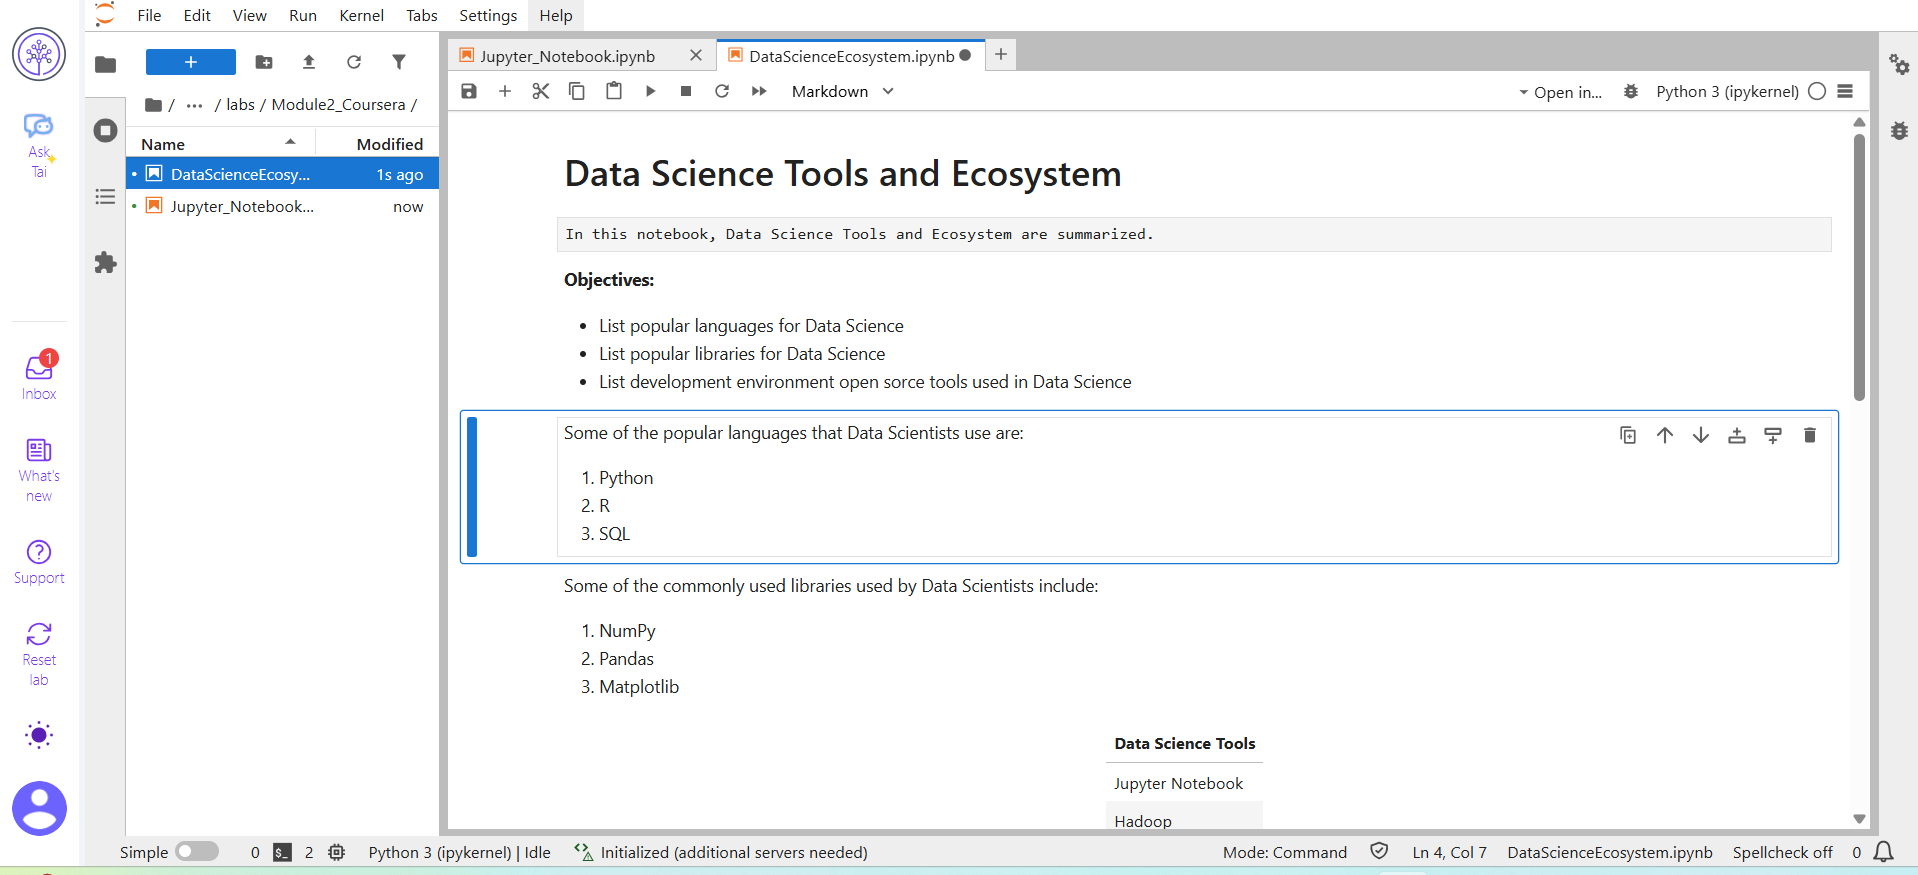 File Edit View Run Kernel Tabs Settings Help
Ask
Tai
1
Inbox
What's
new
Support
Reset
lab
/ ... / labs / Module2_Coursera /
Name Modified
DataScienceEcosy... 1s ago
Jupyter_Notebook... now
Jupyter_Notebook.ipynb
DataScienceEcosystem.ipynb
Markdown
Open in...
Python 3 (ipykernel)
Data Science Tools and Ecosystem
In this notebook, Data Science Tools and Ecosystem are summarized.
Objectives:
• List popular languages for Data Science
• List popular libraries for Data Science
• List development environment open sorce tools used in Data Science
Some of the popular languages that Data Scientists use are:
1. Python
2. R
3. SQL
Some of the commonly used libraries used by Data Scientists include:
1. NumPy
2. Pandas
3. Matplotlib
Data Science Tools
Jupyter Notebook
Hadoop
Simple 0 $_ 2 Python 3 (ipykernel) | Idle Initialized (additional servers needed) Mode: Command Ln 4, Col 7 DataScienceEcosystem.ipynb Spellcheck off 0